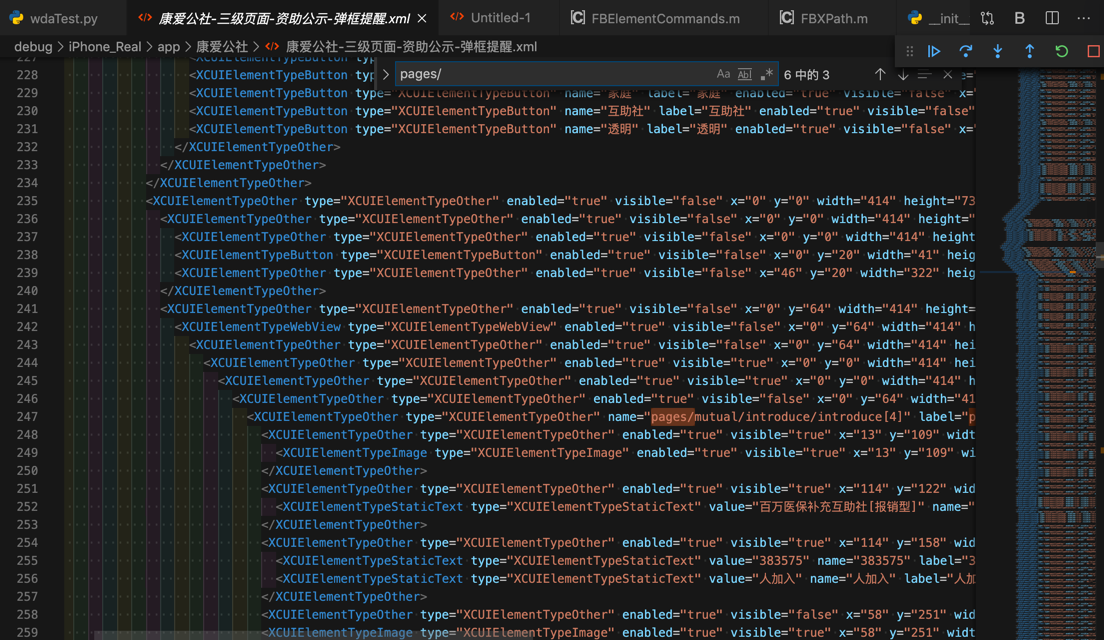 wdaTest.py
康爱公社-三级页面-资助公示-弹框提醒.xml
Untitled-1
FBElementCommands.m
FBXPath.m
__init_
B
debug > iPhone_Real > app > 康爱公社 > 康爱公社-三级页面-资助公示-弹框提醒.xml
pages/
Aa
Abl
.*
6 中的 3
227
228 <XCUIElementTypeButton typ
229 <XCUIElementTypeButton type="XCUIElementTypeButton" name="家庭" label="家庭" enabled="true" visible="false" x="
230 <XCUIElementTypeButton type="XCUIElementTypeButton" name="互助社" label="互助社" enabled="true" visible="false"
231 <XCUIElementTypeButton type="XCUIElementTypeButton" name="透明" label="透明" enabled="true" visible="false" x=
232 </XCUIElementTypeOther>
233 </XCUIElementTypeOther>
234 </XCUIElementTypeOther>
235 <XCUIElementTypeOther type="XCUIElementTypeOther" enabled="true" visible="false" x="0" y="0" width="414" height="73
236 <XCUIElementTypeOther type="XCUIElementTypeOther" enabled="true" visible="false" x="0" y="0" width="414" height=
237 <XCUIElementTypeOther type="XCUIElementTypeOther" enabled="true" visible="false" x="0" y="0" width="414" heigh
238 <XCUIElementTypeButton type="XCUIElementTypeButton" enabled="true" visible="false" x="0" y="20" width="41" heig
239 <XCUIElementTypeOther type="XCUIElementTypeOther" enabled="true" visible="false" x="46" y="20" width="322" heig
240 </XCUIElementTypeOther>
241 <XCUIElementTypeOther type="XCUIElementTypeOther" enabled="true" visible="false" x="0" y="64" width="414" height=
242 <XCUIElementTypeWebView type="XCUIElementTypeWebView" enabled="true" visible="false" x="0" y="64" width="414" h
243 <XCUIElementTypeOther type="XCUIElementTypeOther" enabled="true" visible="false" x="0" y="64" width="414" hei
244 <XCUIElementTypeOther type="XCUIElementTypeOther" enabled="true" visible="true" x="0" y="0" width="414" hei
245 <XCUIElementTypeOther type="XCUIElementTypeOther" enabled="true" visible="true" x="0" y="0" width="414" h
246 <XCUIElementTypeOther type="XCUIElementTypeOther" enabled="true" visible="false" x="0" y="64" width="41
247 <XCUIElementTypeOther type="XCUIElementTypeOther" name="pages/mutual/introduce/introduce[4]" label="p
248 <XCUIElementTypeOther type="XCUIElementTypeOther" enabled="true" visible="true" x="13" y="109" widt
249 <XCUIElementTypeImage type="XCUIElementTypeImage" enabled="true" visible="true" x="13" y="109" wi
250 </XCUIElementTypeOther>
251 <XCUIElementTypeOther type="XCUIElementTypeOther" enabled="true" visible="true" x="114" y="122" wid
252 <XCUIElementTypeStaticText type="XCUIElementTypeStaticText" value="百万医保补充互助社[报销型]" name=
253 </XCUIElementTypeOther>
254 <XCUIElementTypeOther type="XCUIElementTypeOther" enabled="true" visible="true" x="114" y="158" wid
255 <XCUIElementTypeStaticText type="XCUIElementTypeStaticText" value="383575" name="383575" label="3
256 <XCUIElementTypeStaticText type="XCUIElementTypeStaticText" value="人加入" name="人加入" label="人加
257 </XCUIElementTypeOther>
258 <XCUIElementTypeOther type="XCUIElementTypeOther" enabled="true" visible="false" x="58" y="251" wid
259 <XCUIElementTypeImage type="XCUIElementTypeImage" enabled="true" visible="false" x="58" y="251" wid